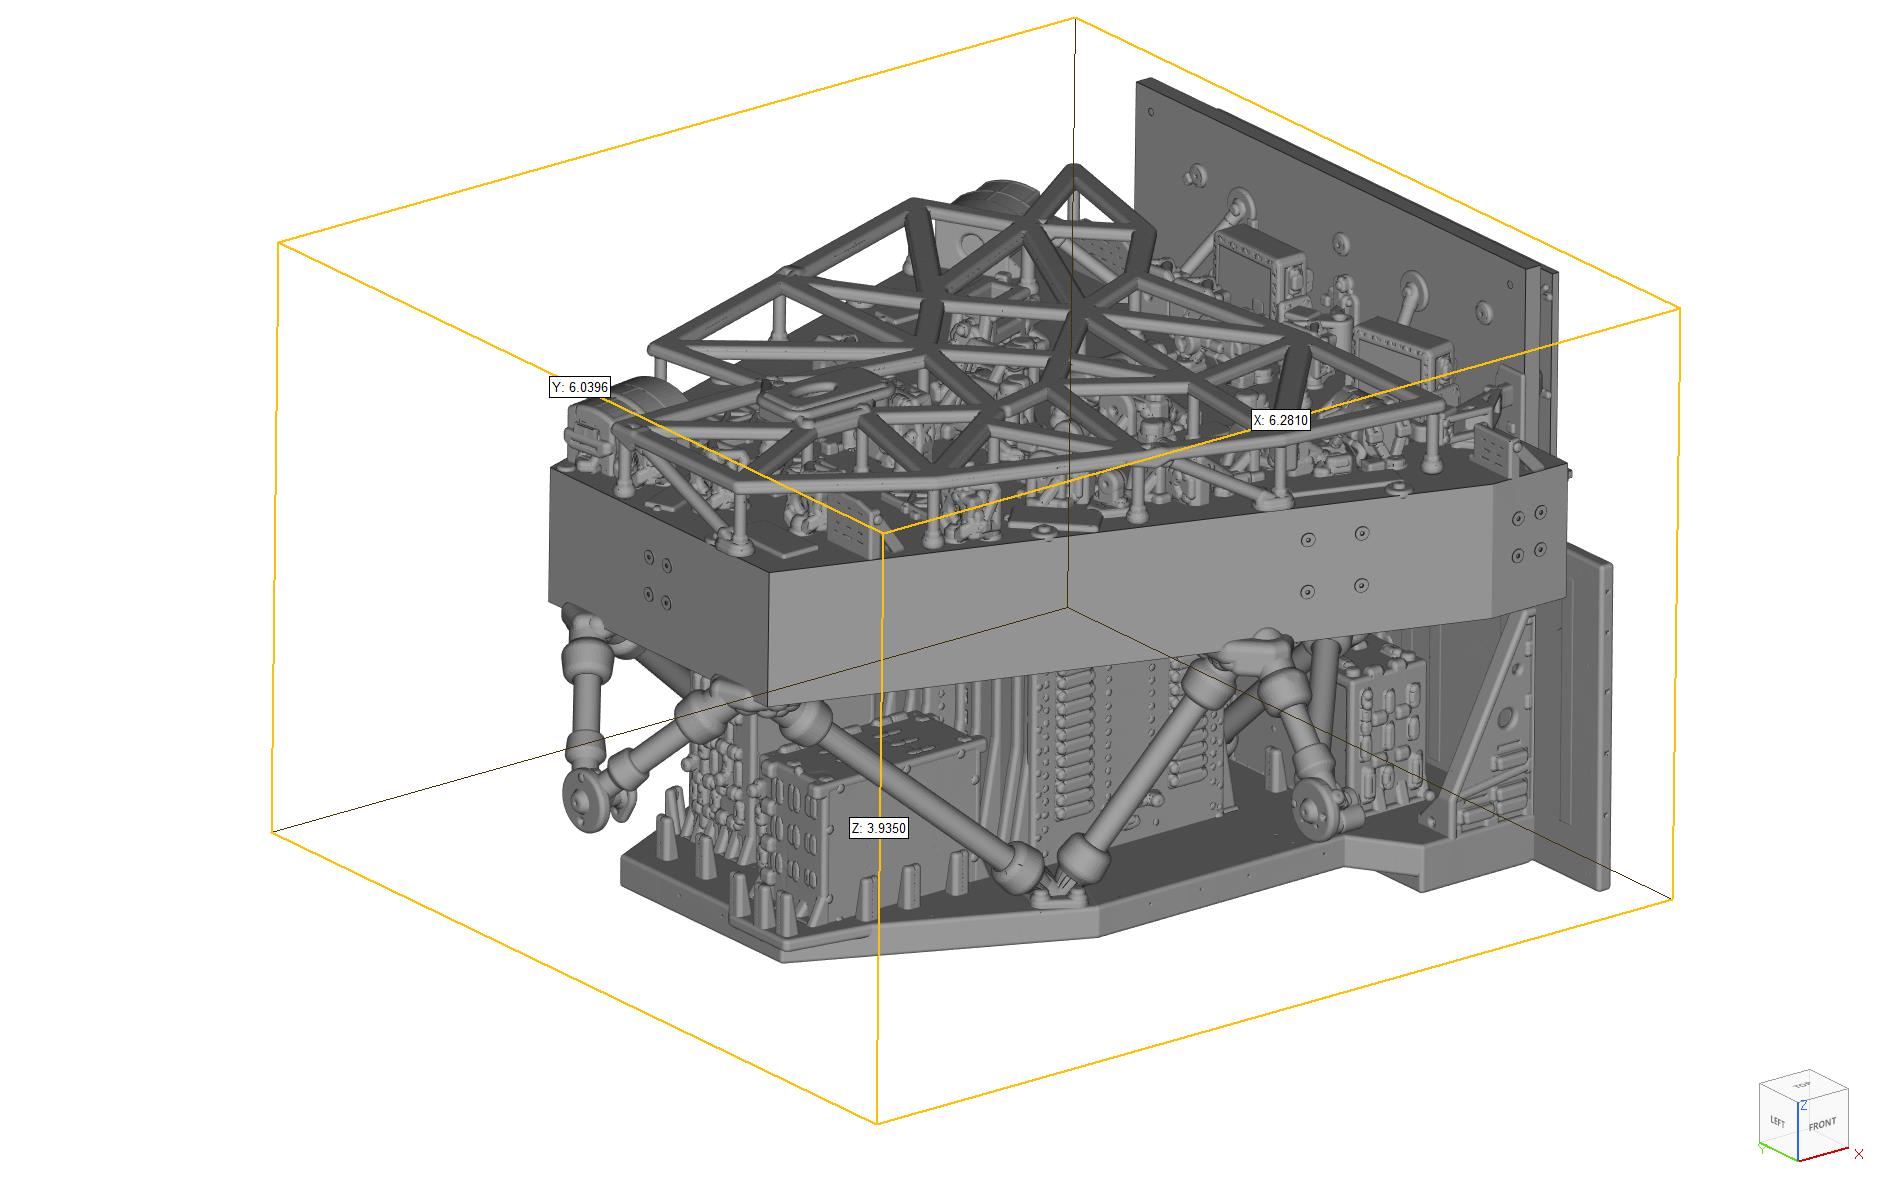 Y: 6.0396
X: 6.2810
Z: 3.9350
TOP
Z
LEFT
FRONT
Y
X